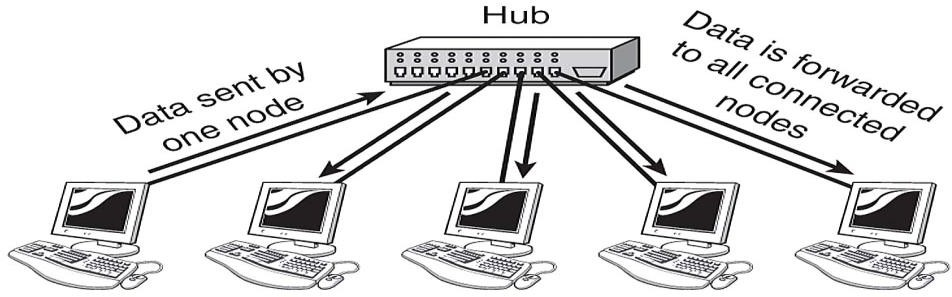 Hub
Data sent by
one node
Data is forwarded
to all connected
nodes